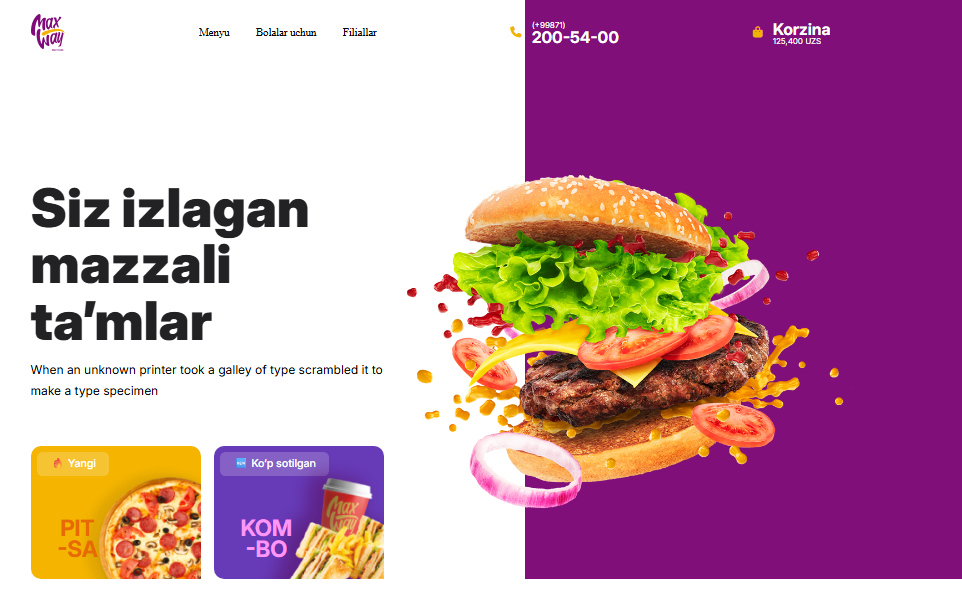 Max
Way
Menyu
Bolalar uchun
Filiallar
(+99871)
200-54-00
Korzina
125,400 UZS
Siz izlagan
mazzali
ta’mlar
When an unknown printer took a galley of type scrambled it to
make a type specimen
Yangi
PIT
-SA
Ko’p sotilgan
KOM
-BO
Max
Way